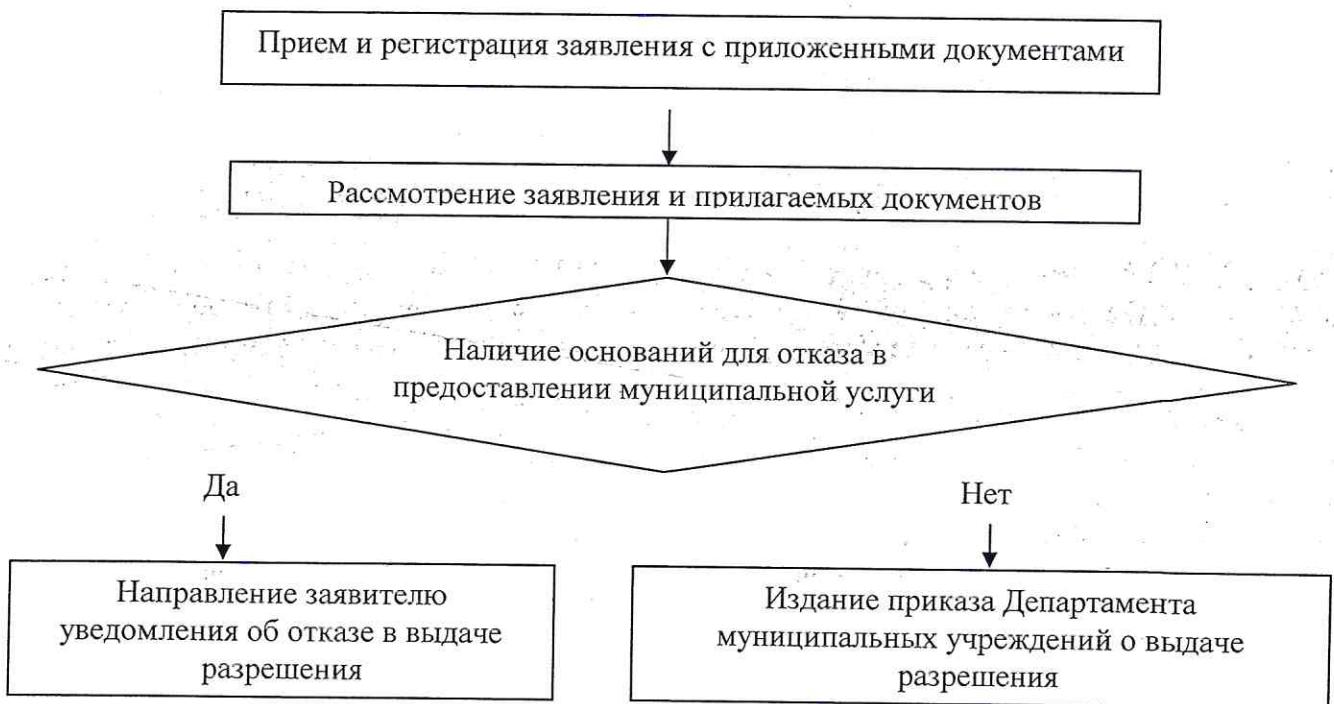 Прием и регистрация заявления с приложенными документами
Рассмотрение заявления и прилагаемых документов
Наличие оснований для отказа в
предоставлении муниципальной услуги
Да
Нет
Направление заявителю
уведомления об отказе в выдаче
разрешения
Издание приказа Департамента
муниципальных учреждений о выдаче
разрешения